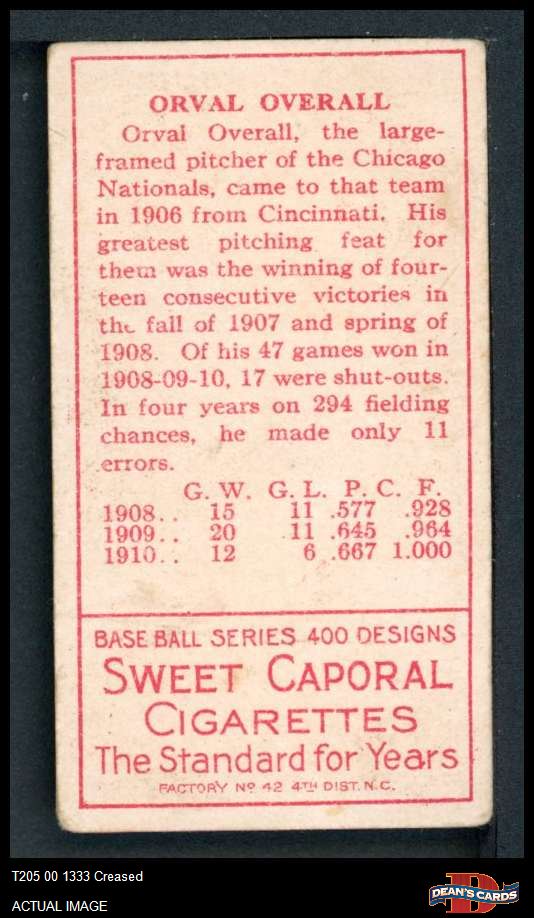 ORVAL OVERALL
Orval Overall, the large-
framed pitcher of the Chicago
Nationals, came to that team
in 1906 from Cincinnati. His
greatest pitching feat for
them was the winning of four-
teen consecutive victories in
the fall of 1907 and spring of
1908. Of his 47 games won in
1908-09-10, 17 were shut-outs.
In four years on 294 fielding
chances, he made only 11
errors.
G. W. G. L. P. C. F.
1908.. 15 11 .577 .928
1909.. 20 11 .645 .964
1910.. 12 6 .667 1.000
BASE BALL SERIES 400 DESIGNS
SWEET CAPORAL
CIGARETTES
The Standard for Years
FACTORY No 42 4TH DIST. N.C.
T205 00 1333 Creased
ACTUAL IMAGE
DEAN'S CARDS